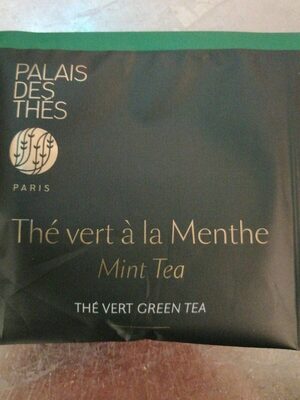 PALAIS
DES
THÉS
PARIS
Thé vert à la Menthe
Mint Tea
THÉ VERT GREEN TEA